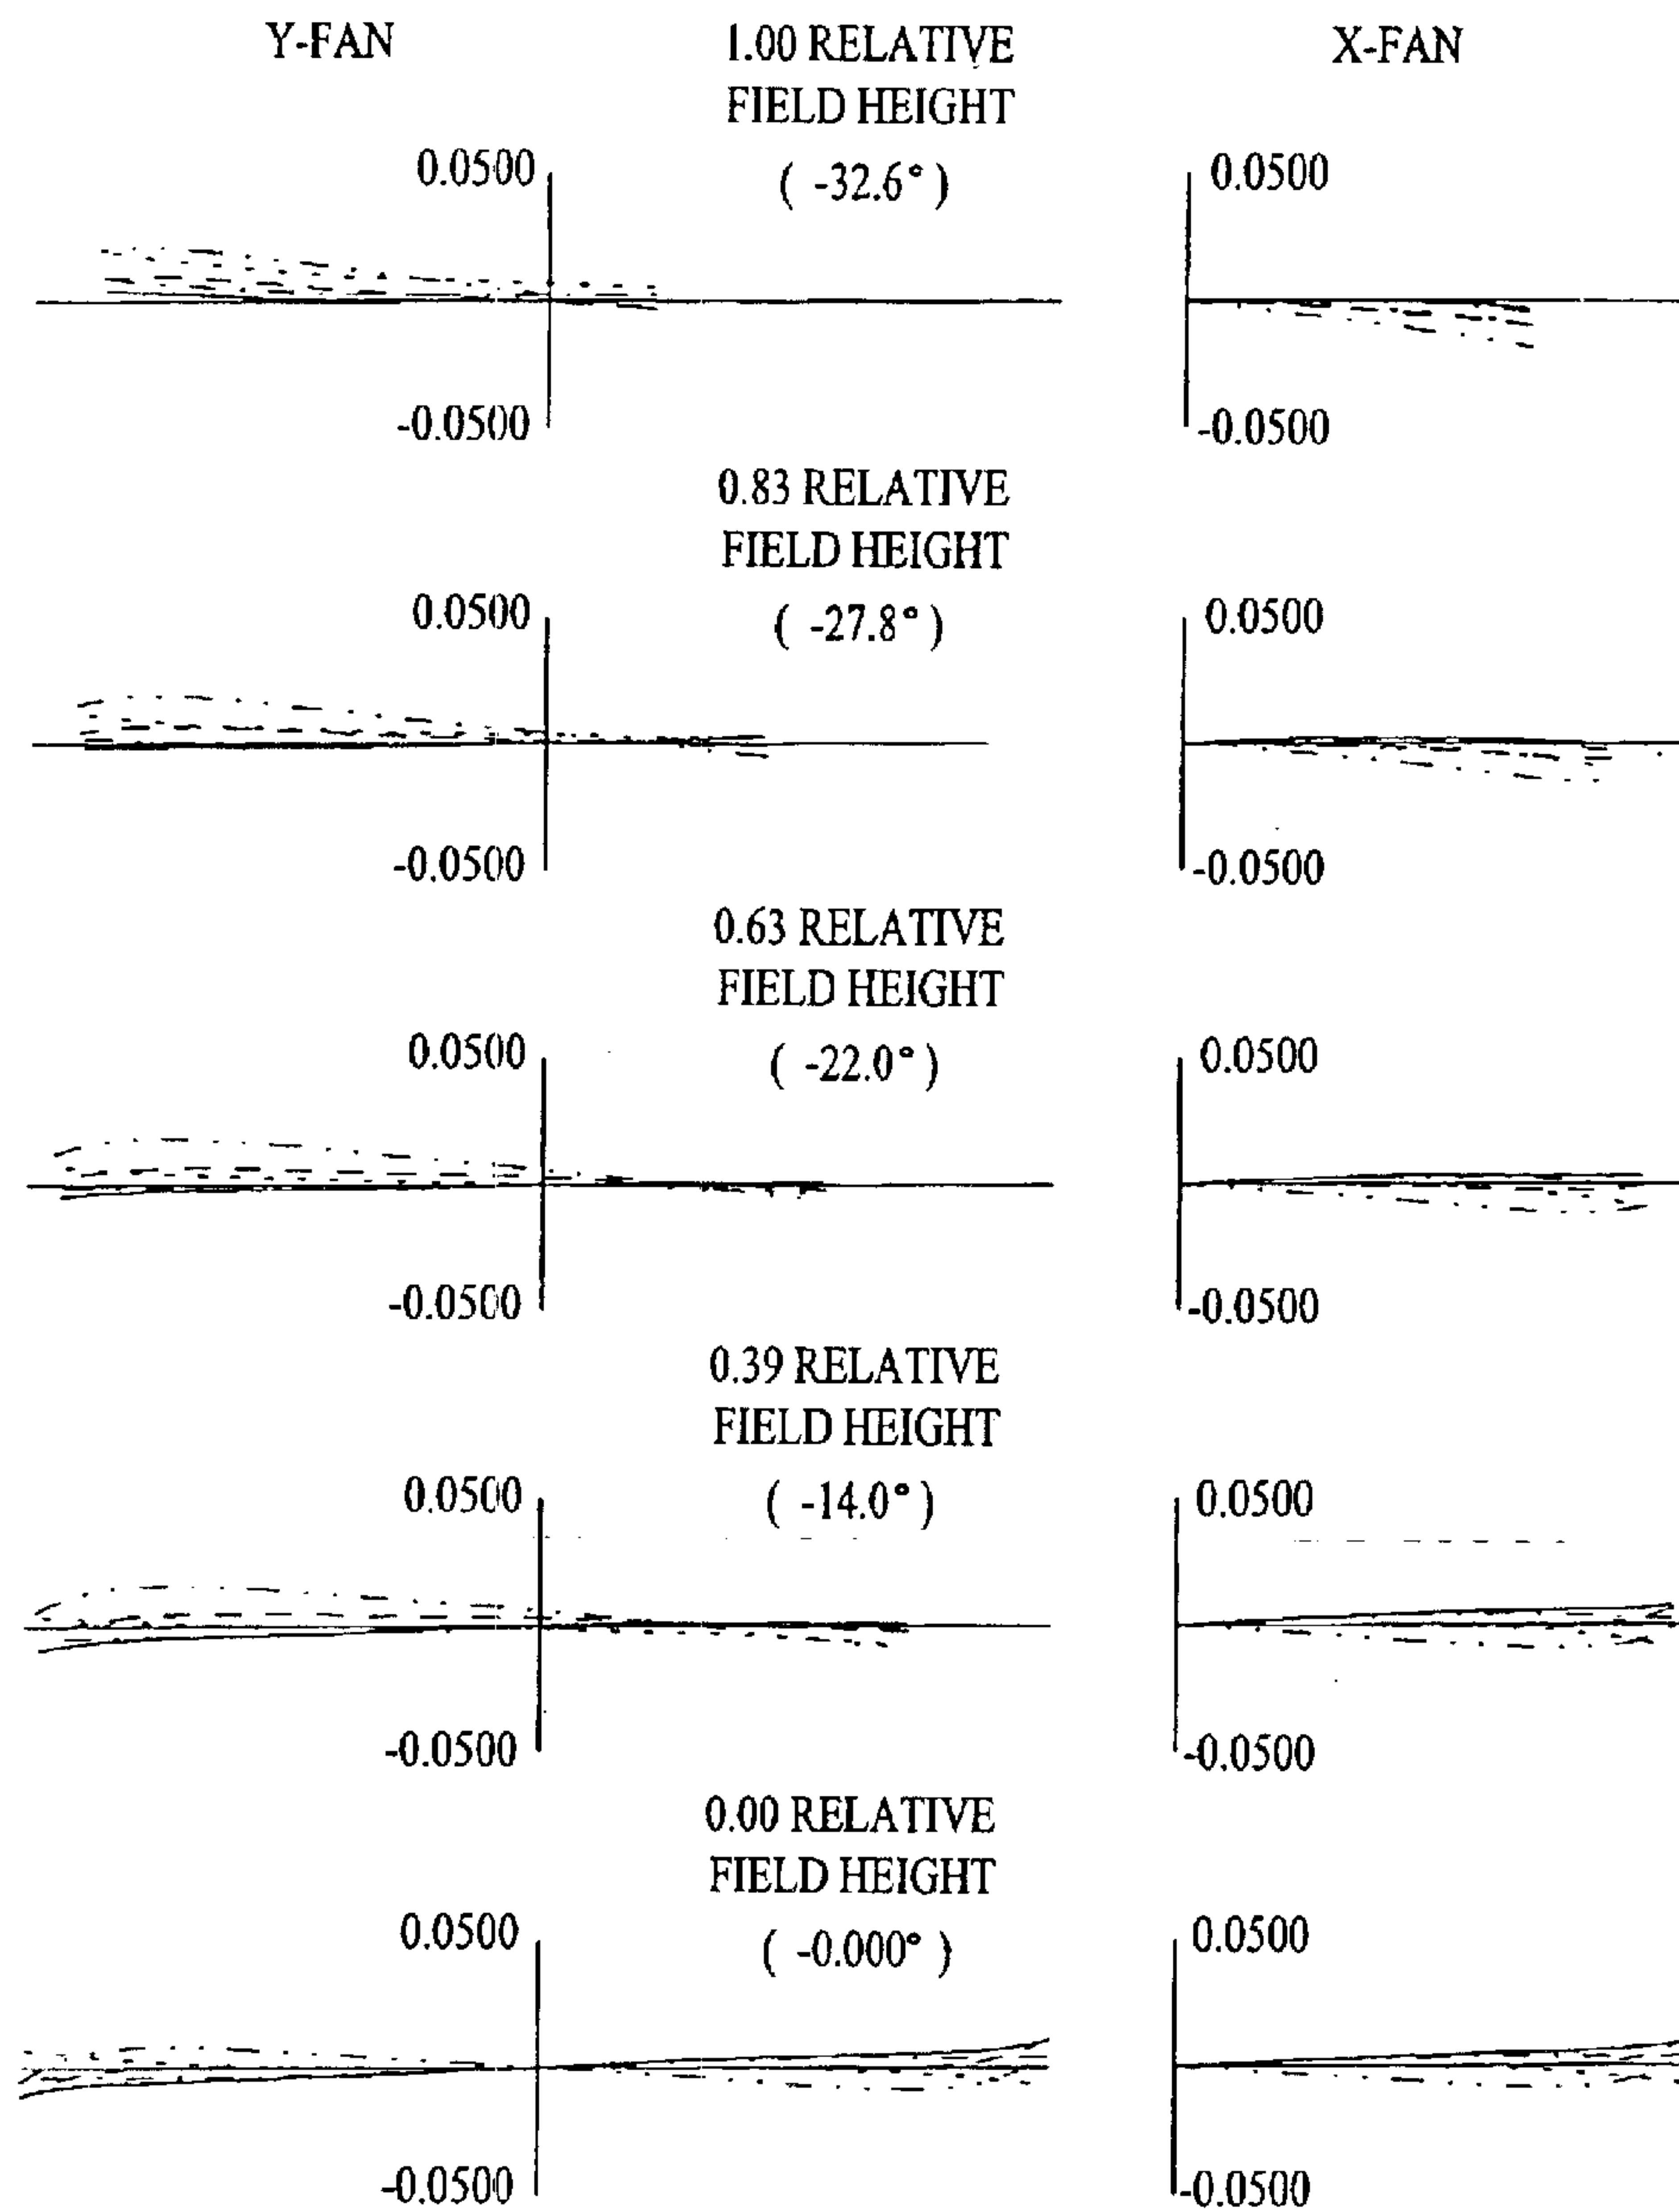 Y-FAN
1.00 RELATIVE
FIELD HEIGHT
( -32.6° )
X-FAN
0.0500
0.0500
-0.0500
-0.0500
0.83 RELATIVE
FIELD HEIGHT
( -27.8° )
0.0500
0.0500
-0.0500
-0.0500
0.63 RELATIVE
FIELD HEIGHT
( -22.0° )
0.0500
0.0500
-0.0500
-0.0500
0.39 RELATIVE
FIELD HEIGHT
( -14.0° )
0.0500
0.0500
-0.0500
-0.0500
0.00 RELATIVE
FIELD HEIGHT
( -0.000° )
0.0500
0.0500
-0.0500
-0.0500